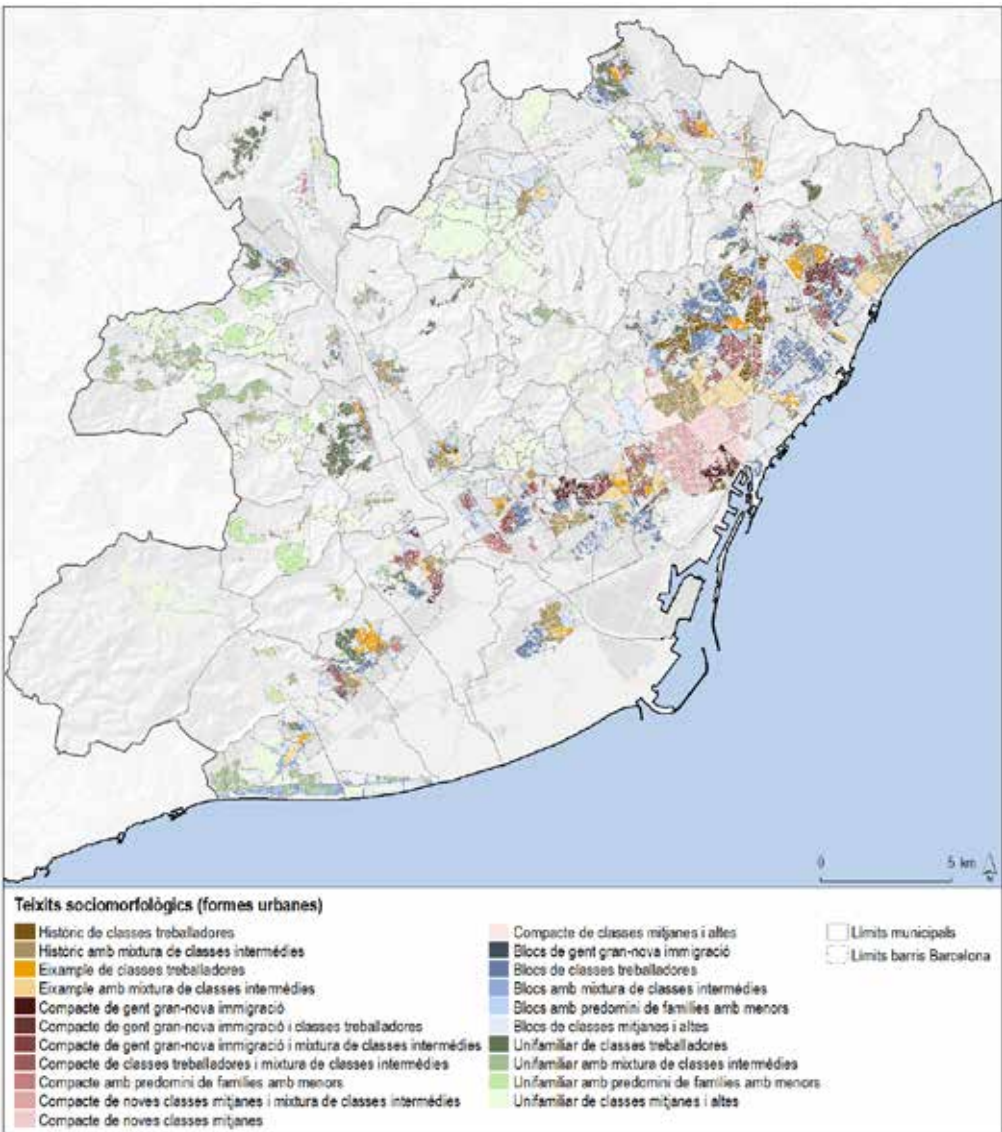 0 5 km
N
Teixits sociomorfològics (formes urbanes)
Històric de classes treballadores
Històric amb mixtura de classes intermèdies
Eixample de classes treballadores
Eixample amb mixtura de classes intermèdies
Compacte de gent gran-nova immigració
Compacte de gent gran-nova immigració i classes treballadores
Compacte de gent gran-nova immigració i mixtura de classes intermèdies
Compacte de classes treballadores i mixtura de classes intermèdies
Compacte amb predomini de famílies amb menors
Compacte de noves classes mitjanes i mixtura de classes intermèdies
Compacte de noves classes mitjanes
Compacte de classes mitjanes i altes
Blocs de gent gran-nova immigració
Blocs de classes treballadores
Blocs amb mixtura de classes intermèdies
Blocs amb predomini de famílies amb menors
Blocs de classes mitjanes i altes
Unifamiliar de classes treballadores
Unifamiliar amb mixtura de classes intermèdies
Unifamiliar amb predomini de famílies amb menors
Unifamiliar de classes mitjanes i altes
Límits municipals
Límits barris Barcelona